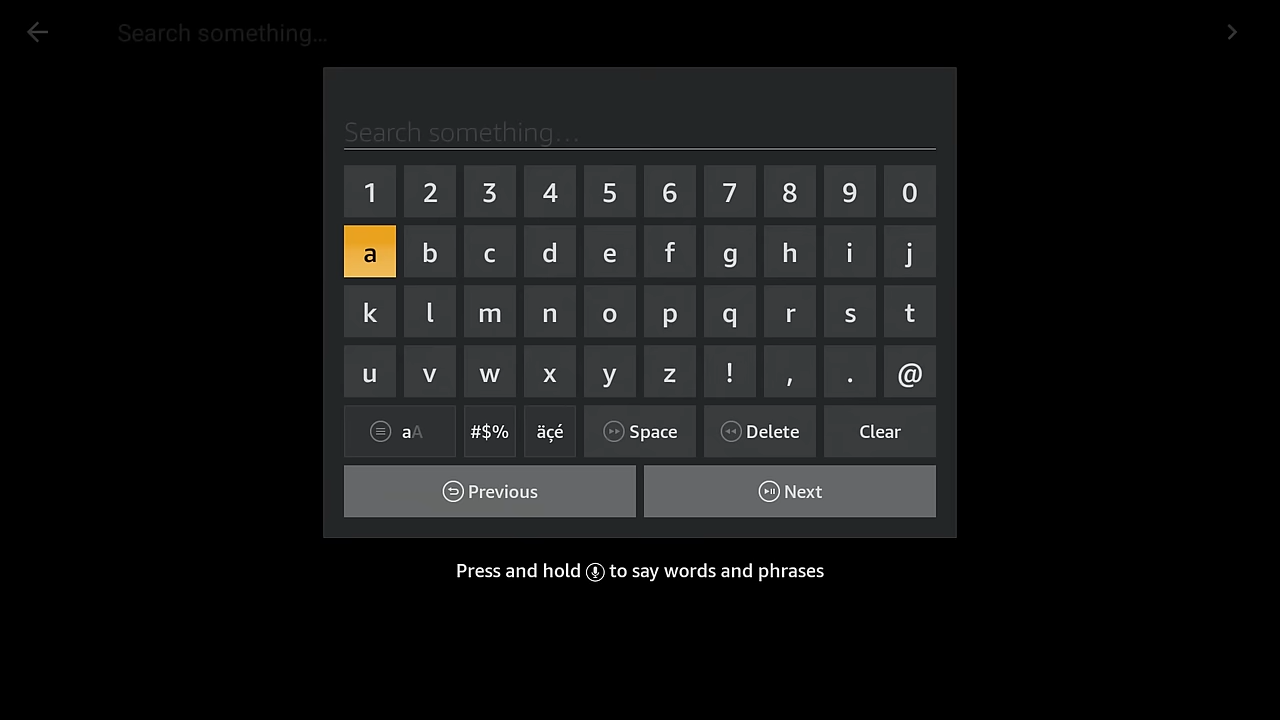 Search something...
Search something...
1 2 3 4 5 6 7 8 9 0
a b c d e f g h i j
k l m n o p q r s t
u v w x y z ! , . @
aA #$% äçé Space Delete Clear
Previous Next
Press and hold to say words and phrases